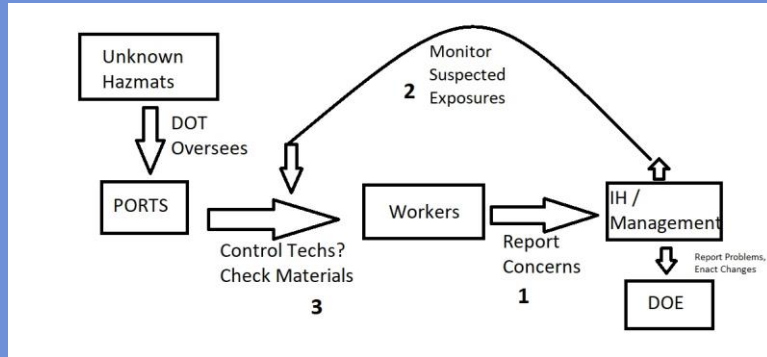 Unknown
Hazmats
DOT
Oversees
PORTS
Monitor
Suspected
Exposures
2
Control Techs?
Check Materials
3
Workers
Report
Concerns
1
IH /
Management
Report Problems,
Enact Changes
DOE